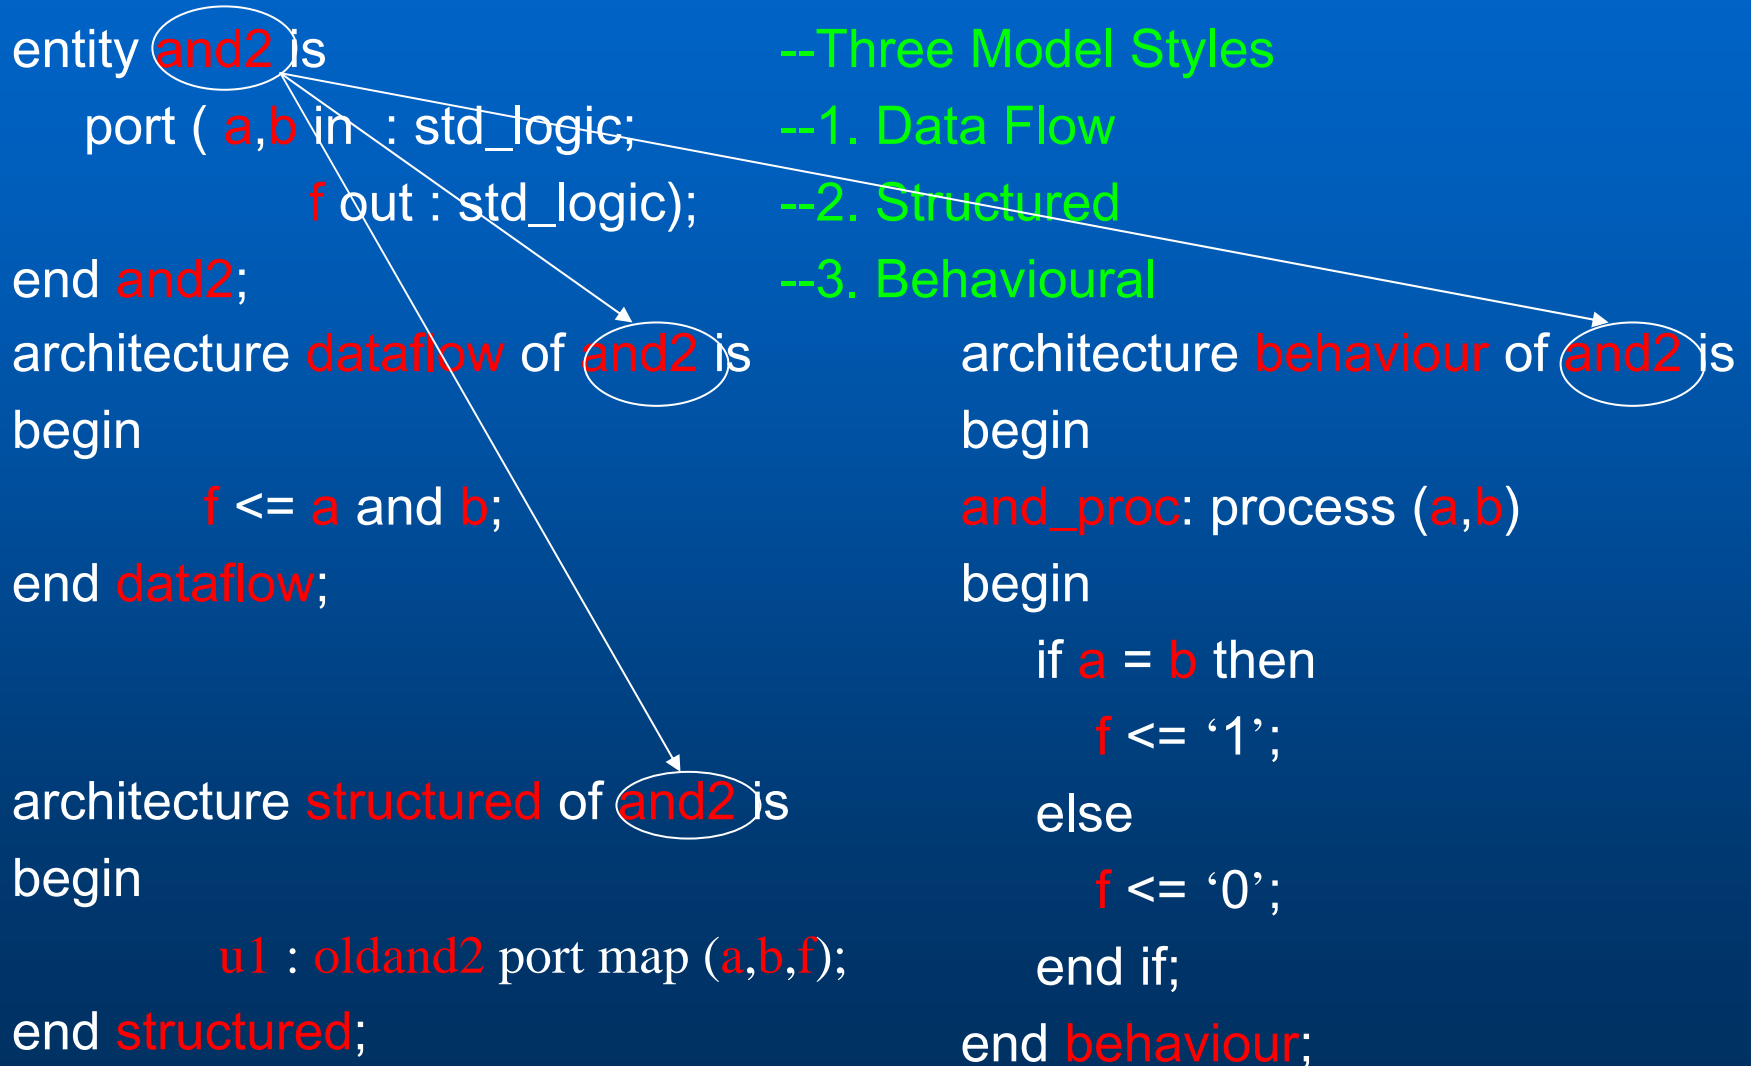 entity and2 is
port ( a,b in : std_logic;
f out : std_logic);
end and2;
--Three Model Styles
--1. Data Flow
--2. Structured
--3. Behavioural
architecture dataflow of and2 is
begin
f <= a and b;
end dataflow;
architecture structured of and2 is
begin
u1 : oldand2 port map (a,b,f);
end structured;
architecture behaviour of and2 is
begin
and_proc: process (a,b)
begin
if a = b then
f <= ‘1’;
else
f <= ‘0’;
end if;
end behaviour;